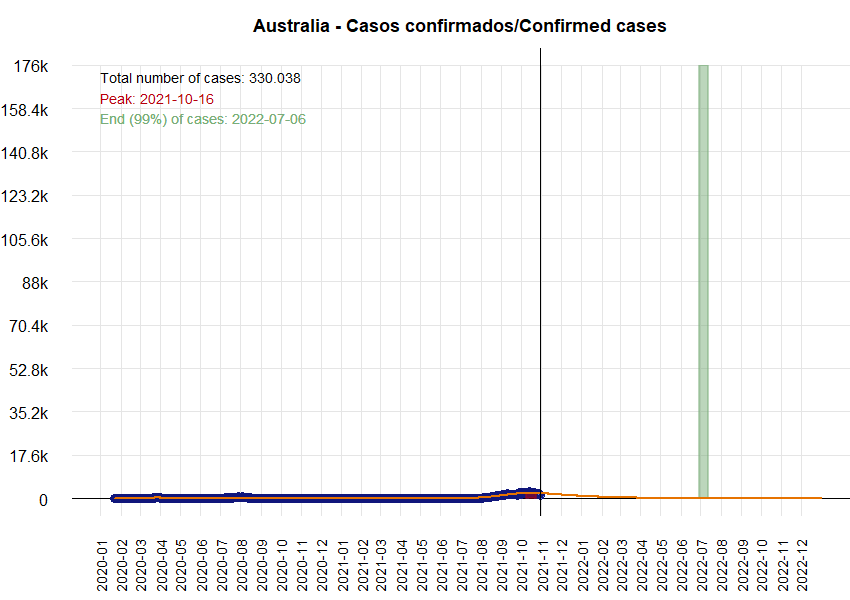 Australia - Casos confirmados/Confirmed cases
176k
158.4k
140.8k
123.2k
105.6k
88k
70.4k
52.8k
35.2k
17.6k
0
Total number of cases: 330.038
Peak: 2021-10-16
End (99%) of cases: 2022-07-06
2020-01
2020-02
2020-03
2020-04
2020-05
2020-06
2020-07
2020-08
2020-09
2020-10
2020-11
2020-12
2021-01
2021-02
2021-03
2021-04
2021-05
2021-06
2021-07
2021-08
2021-09
2021-10
2021-11
2021-12
2022-01
2022-02
2022-03
2022-04
2022-05
2022-06
2022-07
2022-08
2022-09
2022-10
2022-11
2022-12